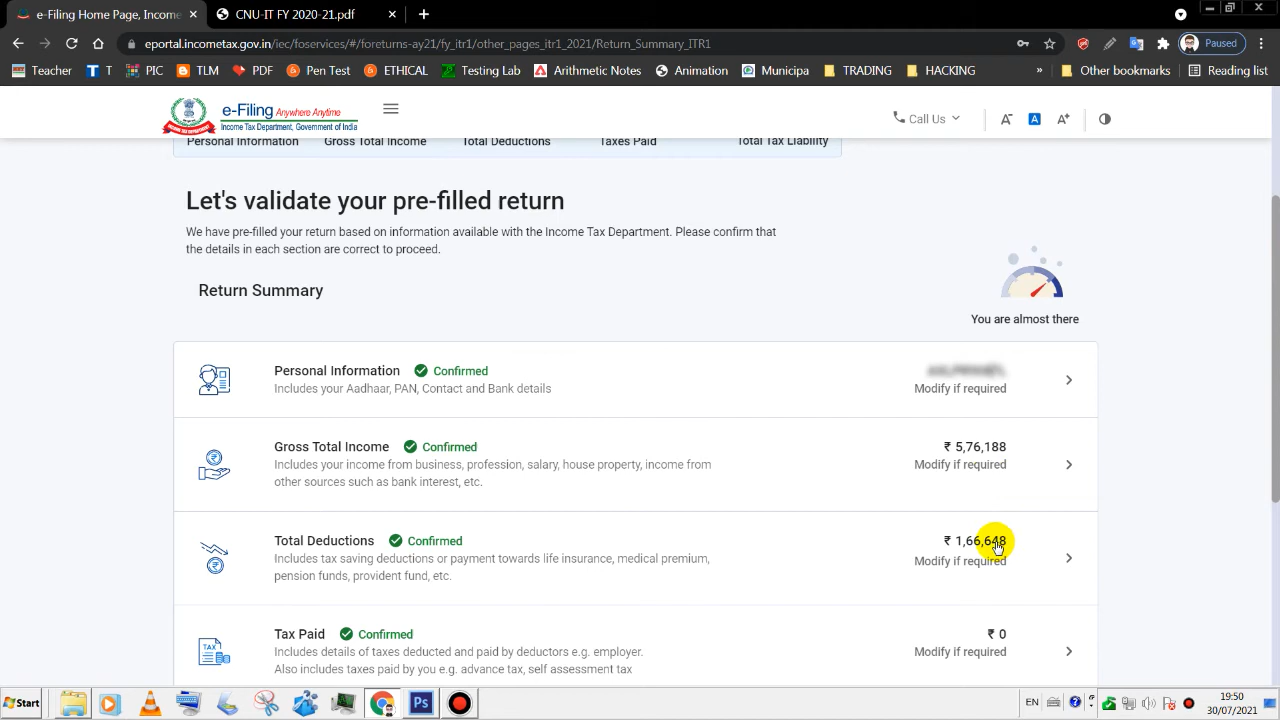 e-Filing Home Page, Income
CNU-IT FY 2020-21.pdf
eportal.incometax.gov.in/iec/foservices/#/foreturns-ay21/fy_itr1/other_pages_itr1_2021/Return_Summary_ITR1
Paused
Teacher T PIC TLM PDF Pen Test ETHICAL Testing Lab Arithmetic Notes Animation Municipa TRADING HACKING » Other bookmarks Reading list
e-Filing Anywhere Anytime
Income Tax Department, Government of India
Call Us A A A
Personal Information Gross Total Income Total Deductions Taxes Paid Total Tax Liability
Let's validate your pre-filled return
We have pre-filled your return based on information available with the Income Tax Department. Please confirm that
the details in each section are correct to proceed.
Return Summary
You are almost there
Personal Information Confirmed
Includes your Aadhaar, PAN, Contact and Bank details Modify if required
Gross Total Income Confirmed ₹ 5,76,188
Includes your income from business, profession, salary, house property, income from Modify if required
other sources such as bank interest, etc.
Total Deductions Confirmed ₹ 1,66,648
Includes tax saving deductions or payment towards life insurance, medical premium, Modify if required
pension funds, provident fund, etc.
Tax Paid Confirmed ₹ 0
Includes details of taxes deducted and paid by deductors e.g. employer. Modify if required
Also includes taxes paid by you e.g. advance tax, self assessment tax
TAX
Start Ps EN 19:50
30/07/2021